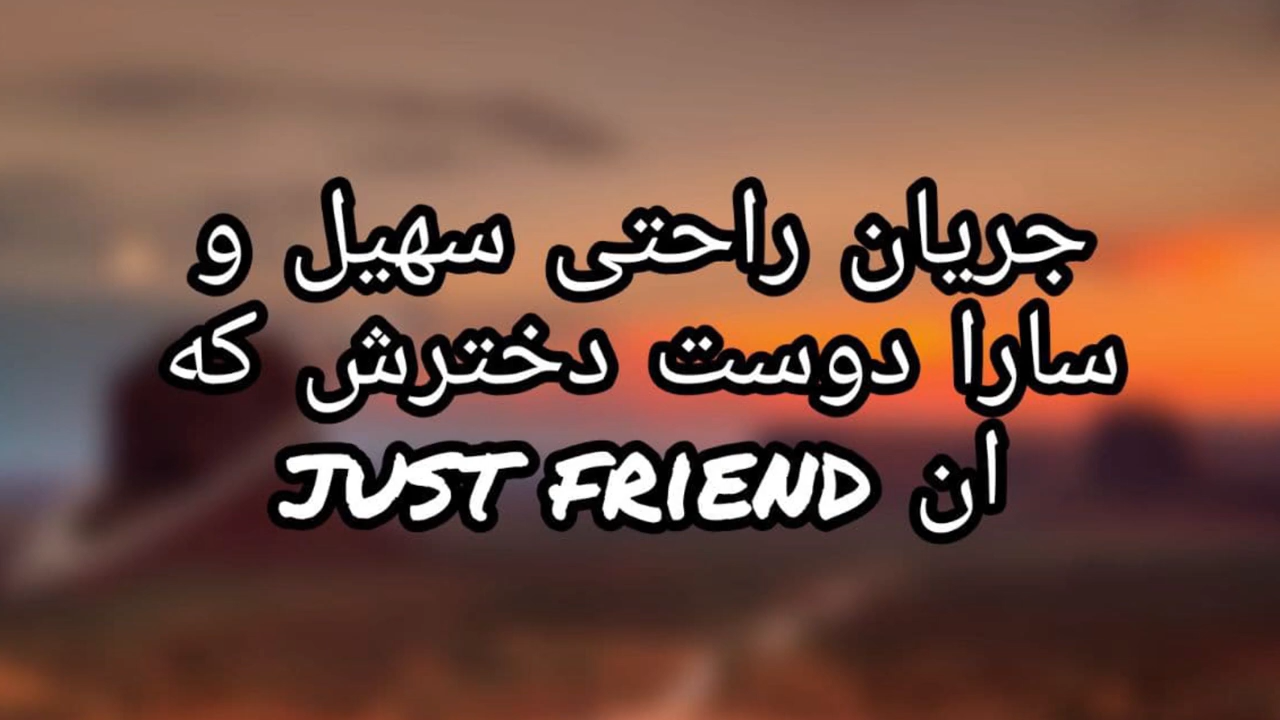 جریان راحتی سهیل و
سارا دوست دخترش که
JUST FRIEND ان